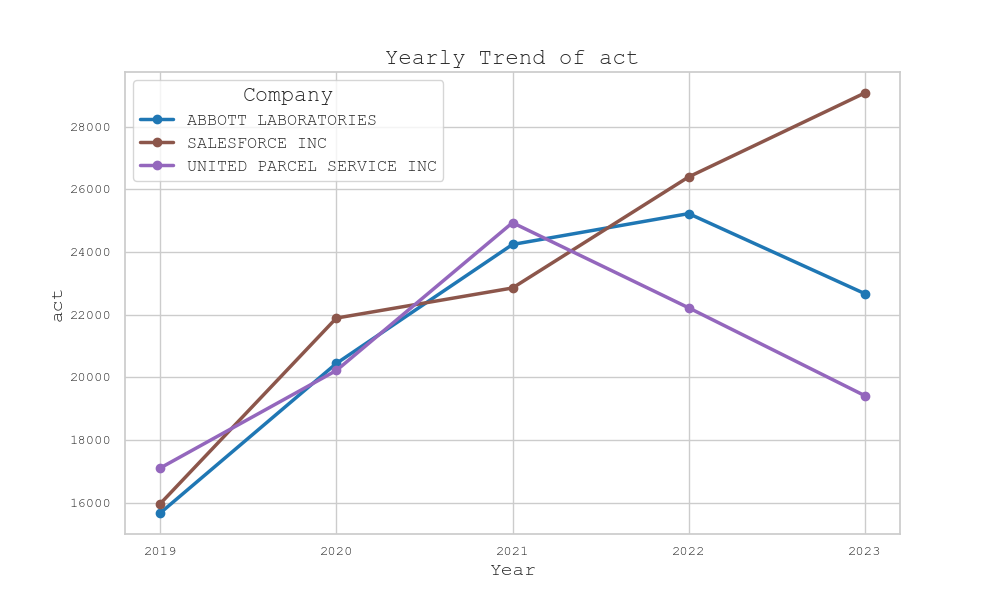 Yearly Trend of act
Company
ABBOTT LABORATORIES
SALESFORCE INC
UNITED PARCEL SERVICE INC
act
28000
26000
24000
22000
20000
18000
16000
2019 2020 2021 2022 2023
Year